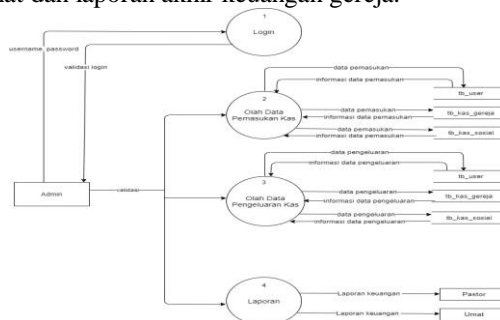 dan laporan akhir keuangan gereja.
1
Login
username, password
validasi login
data pemasukan
informasi data pemasukan
tb_user
2
Olah Data
Pemasukan Kas
data pemasukan
informasi data pemasukan
tb_kas_gereja
data pemasukan
informasi data pemasukan
tb_kas_sosial
data pengeluaran
informasi data pengeluaran
tb_user
3
Olah Data
Pengeluaran Kas
data pengeluaran
informasi data pengeluaran
tb_kas_gereja
data pengeluaran
informasi data pengeluaran
tb_kas_sosial
Admin
validasi
4
Laporan
Laporan keuangan
Pastor
Laporan keuangan
Umat